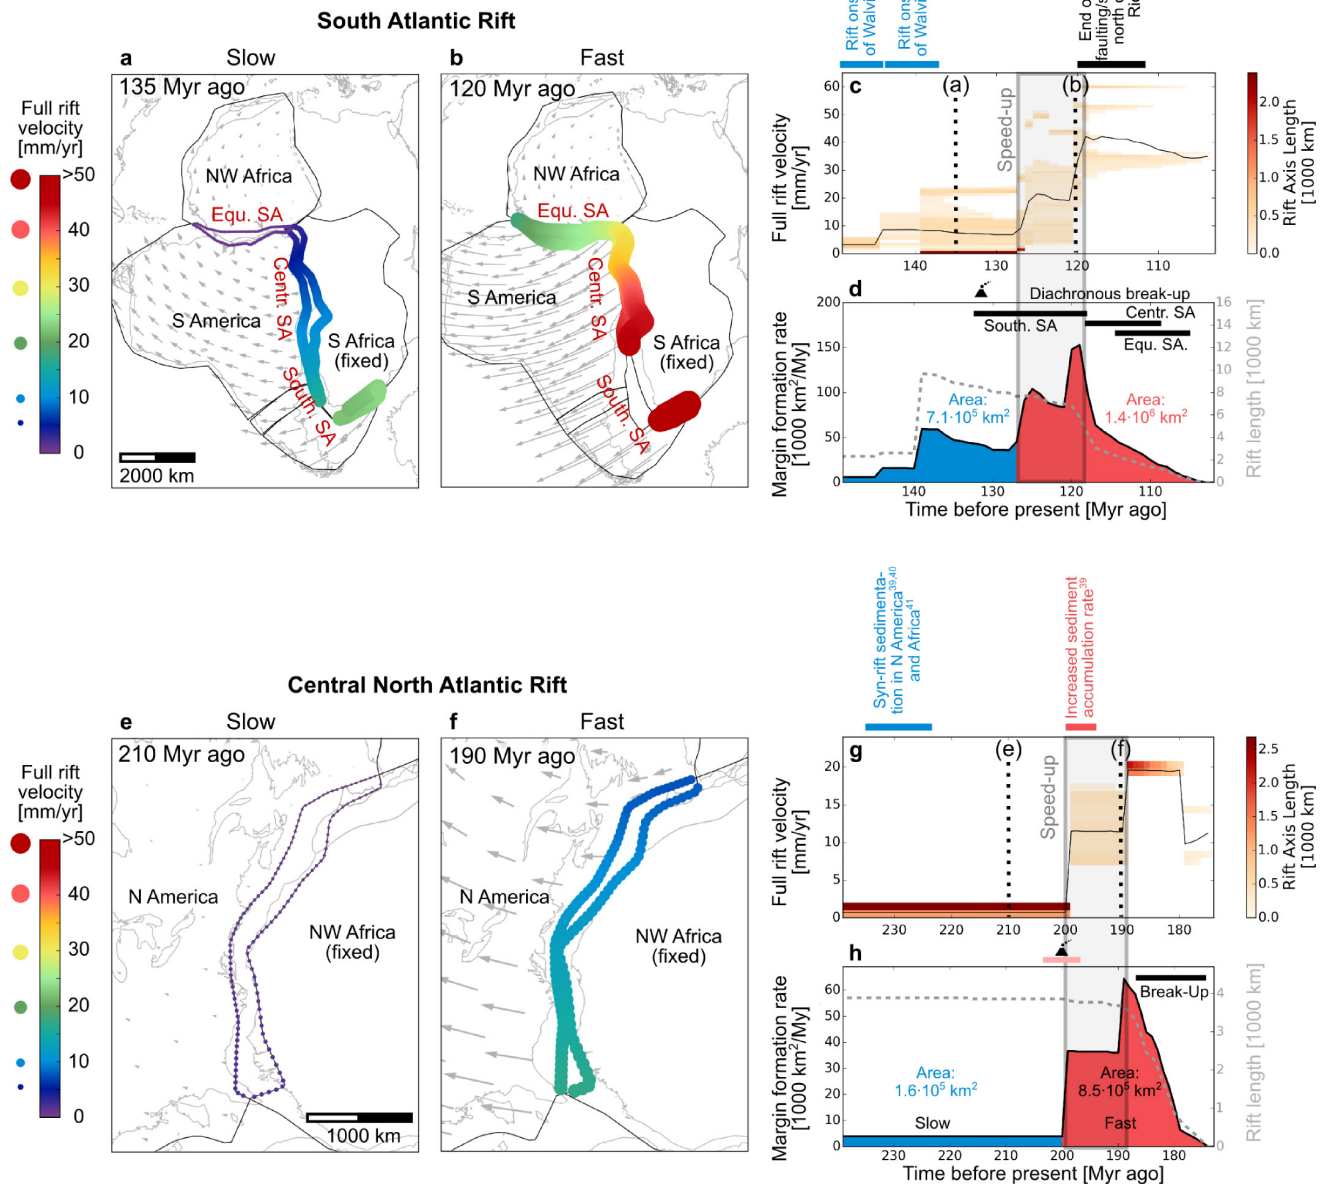 South Atlantic Rift
a
Slow
135 Myr ago
Full rift
velocity
[mm/yr]
>50
40
30
20
10
0
NW Africa
Equ. SA
Centr. SA
S America
S Africa
(fixed)
South. SA
2000 km
b
Fast
120 Myr ago
NW Africa
Equ. SA
Centr. SA
S America
S Africa
(fixed)
South. SA
Rift ons
of Walvi
Rift ons
of Walvi
End o
faulting/s
north
c
(a)
(b)
Speed-up
Full rift velocity
[mm/yr]
60
50
40
30
20
10
0
140
130
120
110
2.0
1.5
1.0
0.5
0.0
Rift Axis Length
[1000 km]
d
Diachronous break-up
South. SA
Centr. SA
Equ. SA.
Area:
7.1·10⁵ km²
Area:
1.4·10⁶ km²
Margin formation rate
[1000 km²/My]
200
150
100
50
0
16
14
12
10
8
6
4
2
0
Rift length [1000 km]
140
130
120
110
Time before present [Myr ago]
Central North Atlantic Rift
e
Slow
210 Myr ago
Full rift
velocity
[mm/yr]
>50
40
30
20
10
0
N America
NW Africa
(fixed)
1000 km
f
Fast
190 Myr ago
N America
NW Africa
(fixed)
Syn-rift sedimenta-
tion in N America³⁹,⁴⁰
and Africa⁴¹
Increased sediment
accumulation rate³⁹
g
(e)
(f)
Speed-up
Full rift velocity
[mm/yr]
20
15
10
5
0
230
220
210
200
190
180
2.5
2.0
1.5
1.0
0.5
0.0
Rift Axis Length
[1000 km]
h
Break-Up
Area:
1.6·10⁵ km²
Slow
Area:
8.5·10⁵ km²
Fast
Margin formation rate
[1000 km²/My]
60
50
40
30
20
10
0
4
3
2
1
0
Rift length [1000 km]
230
220
210
200
190
180
Time before present [Myr ago]